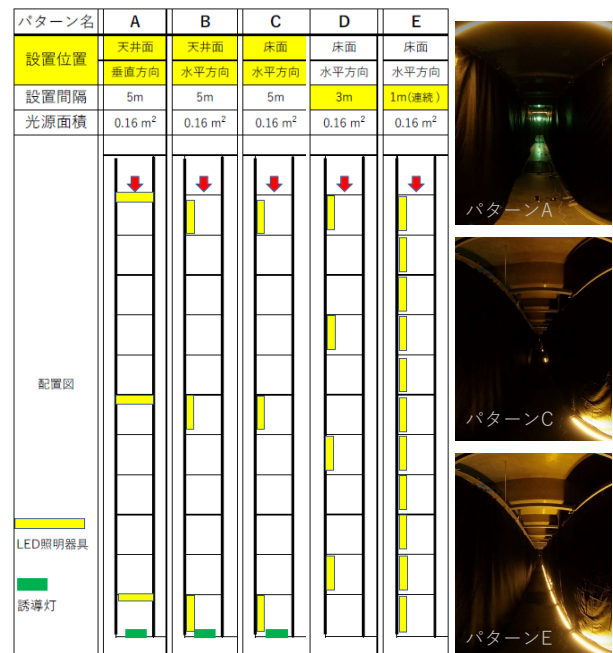 パターン名 A B C D E
設置位置 天井面 天井面 床面 床面 床面
垂直方向 水平方向 水平方向 水平方向 水平方向
設置間隔 5m 5m 5m 3m 1m(連続)
光源面積 0.16 m² 0.16 m² 0.16 m² 0.16 m² 0.16 m²
配置図
LED照明器具
誘導灯
パターンA
パターンC
パターンE